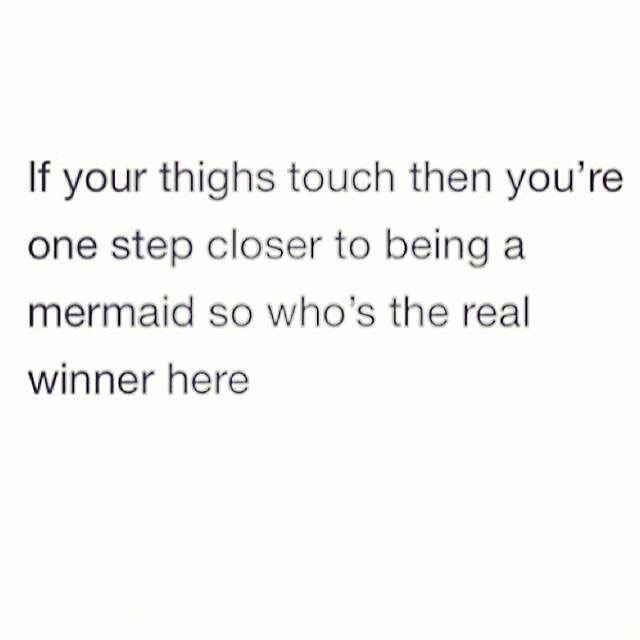 If your thighs touch then you’re
one step closer to being a
mermaid so who’s the real
winner here